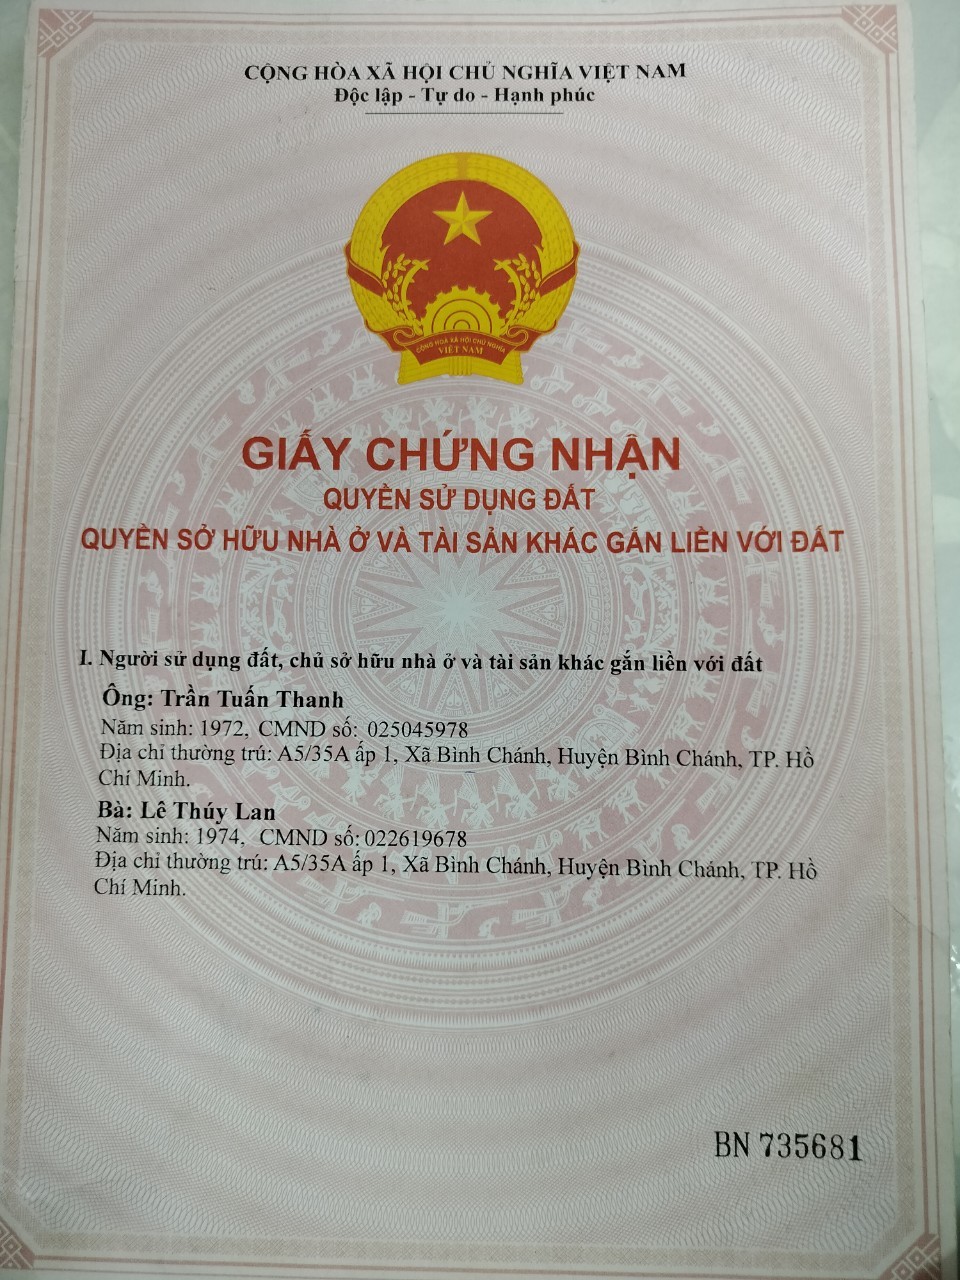 CỘNG HÒA XÃ HỘI CHỦ NGHĨA VIỆT NAM
Độc lập - Tự do - Hạnh phúc
CỘNG HÒA XÃ HỘI CHỦ NGHĨA
VIỆT NAM
GIẤY CHỨNG NHẬN
QUYỀN SỬ DỤNG ĐẤT
QUYỀN SỞ HỮU NHÀ Ở VÀ TÀI SẢN KHÁC GẮN LIỀN VỚI ĐẤT
I. Người sử dụng đất, chủ sở hữu nhà ở và tài sản khác gắn liền với đất
Ông: Trần Tuấn Thanh
Năm sinh: 1972, CMND số: 025045978
Địa chỉ thường trú: A5/35A ấp 1, Xã Bình Chánh, Huyện Bình Chánh, TP. Hồ
Chí Minh.
Bà: Lê Thúy Lan
Năm sinh: 1974, CMND số: 022619678
Địa chỉ thường trú: A5/35A ấp 1, Xã Bình Chánh, Huyện Bình Chánh, TP. Hồ
Chí Minh.
BN 735681